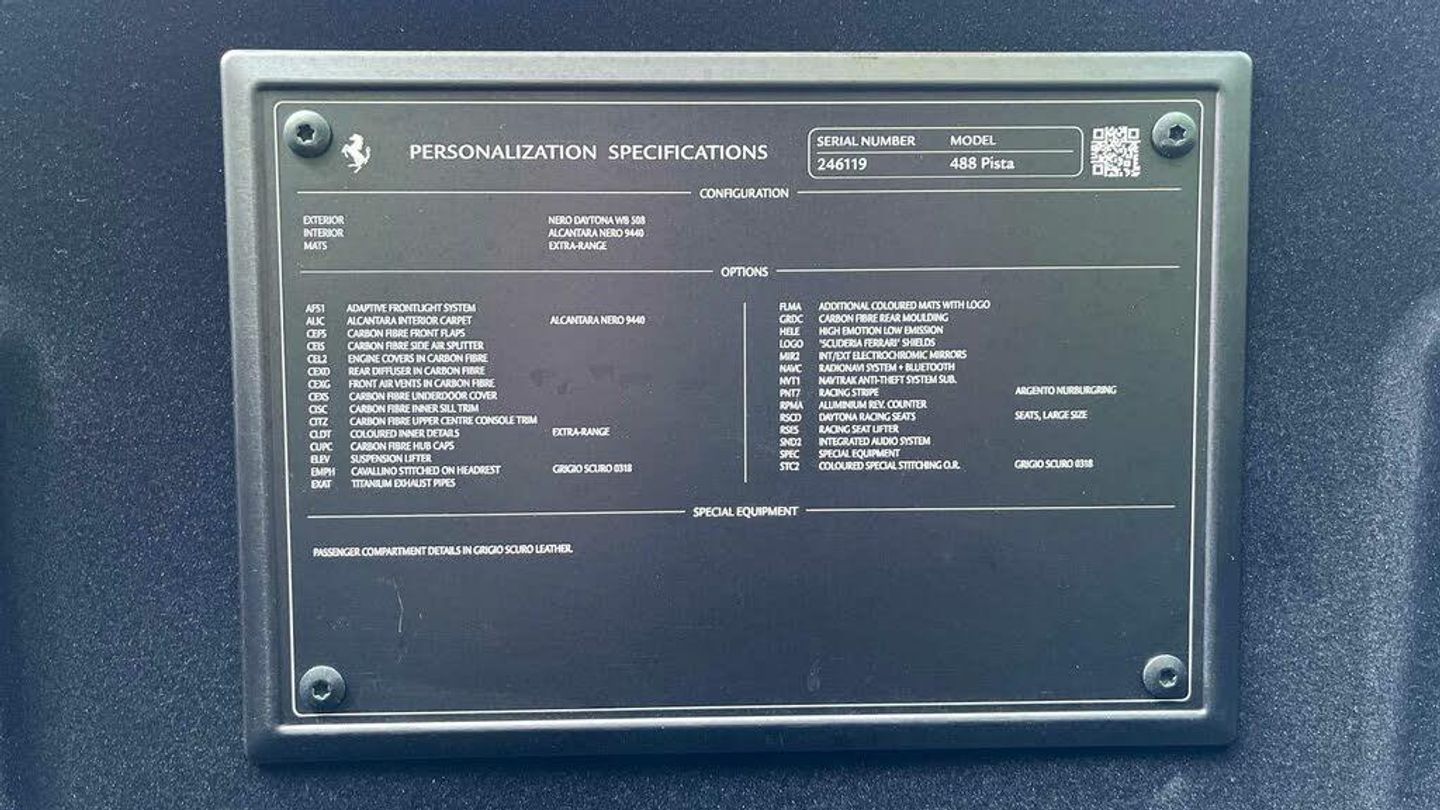 PERSONALIZATION SPECIFICATIONS
SERIAL NUMBER MODEL
246119 488 Pista
CONFIGURATION
EXTERIOR NERO DAYTONA WB 508
INTERIOR ALCANTARA NERO 9440
MATS EXTRA-RANGE
OPTIONS
AFS1 ADAPTIVE FRONTLIGHT SYSTEM
ALIC ALCANTARA INTERIOR CARPET ALCANTARA NERO 9440
CEFS CARBON FIBRE FRONT FLAPS
CEIS CARBON FIBRE SIDE AIR SPLITTER
CEL2 ENGINE COVERS IN CARBON FIBRE
CEXD REAR DIFFUSER IN CARBON FIBRE
CEXG FRONT AIR VENTS IN CARBON FIBRE
CEXS CARBON FIBRE UNDERDOOR COVER
CISC CARBON FIBRE INNER SILL TRIM
CITZ CARBON FIBRE UPPER CENTRE CONSOLE TRIM
CLDT COLOURED INNER DETAILS EXTRA-RANGE
CUPC CARBON FIBRE HUB CAPS
ELEV SUSPENSION LIFTER
EMPH CAVALLINO STITCHED ON HEADREST GRIGIO SCURO 0318
EXAT TITANIUM EXHAUST PIPES
FLMA ADDITIONAL COLOURED MATS WITH LOGO
GRDC CARBON FIBRE REAR MOULDING
HELE HIGH EMOTION LOW EMISSION
LOGO "SCUDERIA FERRARI" SHIELDS
MIR2 INT/EXT ELECTROCHROMIC MIRRORS
NAVC RADIONAVI SYSTEM + BLUETOOTH
NVT1 NAVTRAK ANTI-THEFT SYSTEM SUB.
PNT7 RACING STRIPE ARGENTO NURBURGRING
RPMA ALUMINIUM REV. COUNTER
RSCD DAYTONA RACING SEATS SEATS, LARGE SIZE
RSES RACING SEAT LIFTER
SND2 INTEGRATED AUDIO SYSTEM
SPEC SPECIAL EQUIPMENT
STC2 COLOURED SPECIAL STITCHING O.R. GRIGIO SCURO 0318
SPECIAL EQUIPMENT
PASSENGER COMPARTMENT DETAILS IN GRIGIO SCURO LEATHER.